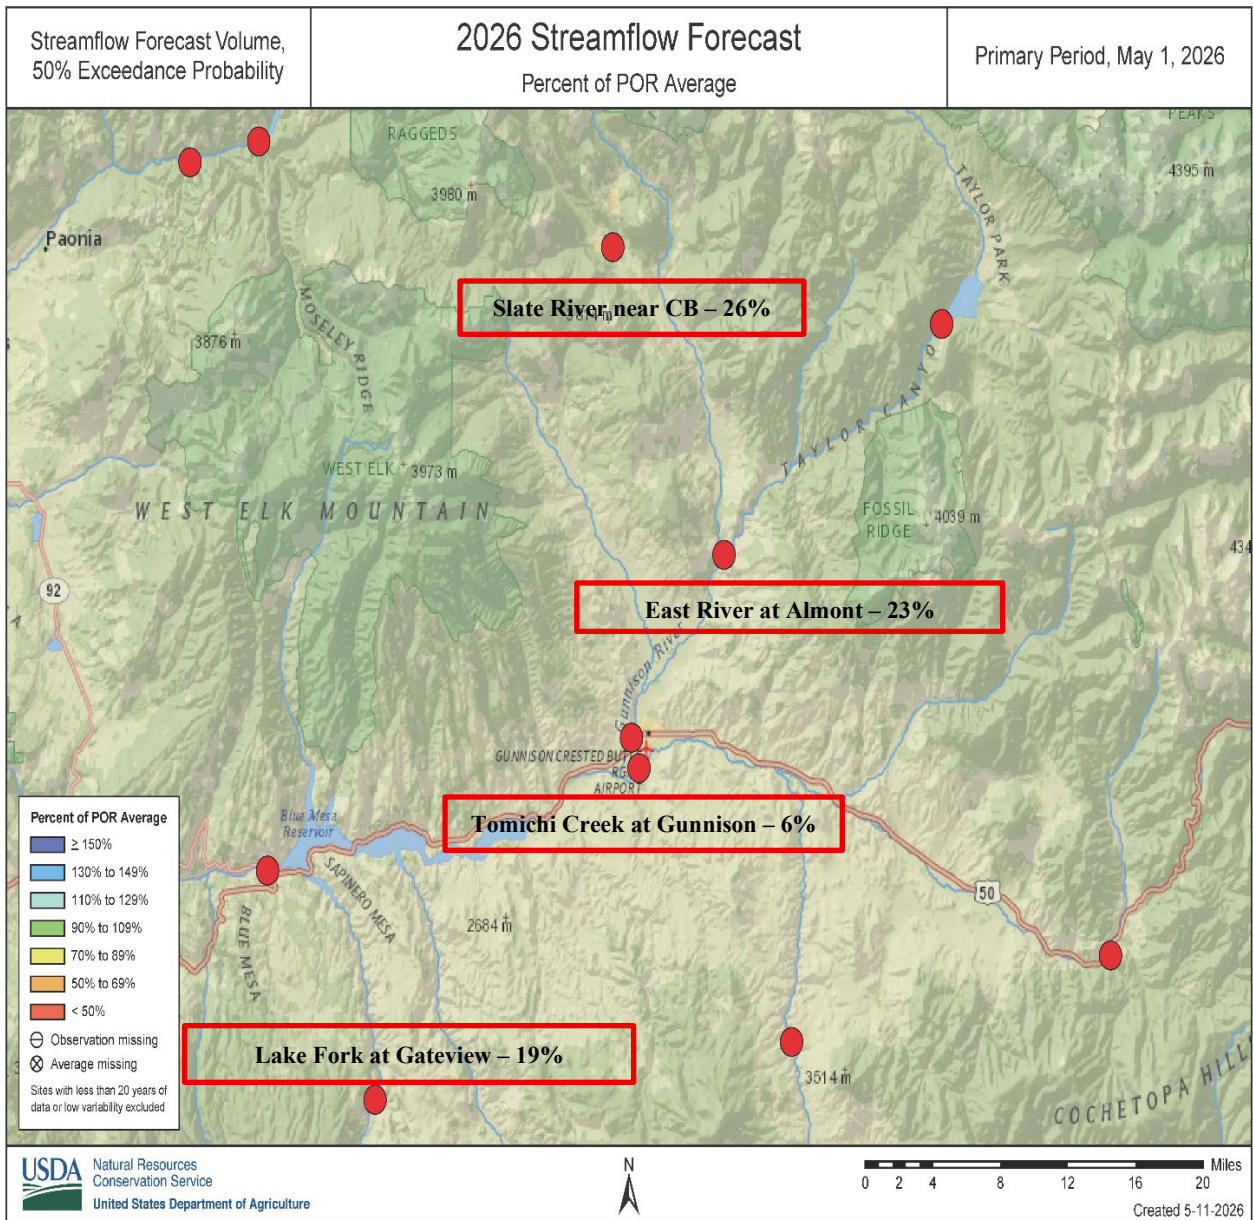 Streamflow Forecast Volume,
50% Exceedance Probability
2026 Streamflow Forecast
Percent of POR Average
Primary Period, May 1, 2026
RAGGEDS
3980 m
PEAKS
4395 m
TAYLOR PARK
Paonia
Slate River near CB – 26%
MOSELEY RIDGE
3876 m
TAYLOR CANYO
WEST ELK
3973 m
WEST ELK MOUNTAIN
FOSSIL
RIDGE
4039 m
434
92
A
East River at Almont – 23%
Gunnison River
GUNNISON CRESTED BUT
RG
AIRPORT
Tomichi Creek at Gunnison – 6%
Blue Mesa
Reservoir
SAPINERO MESA
BLUE MESA
2684 m
50
Percent of POR Average
≥ 150%
130% to 149%
110% to 129%
90% to 109%
70% to 89%
50% to 69%
< 50%
Observation missing
Average missing
Sites with less than 20 years of
data or low variability excluded
Lake Fork at Gateview – 19%
3514 m
COCHETOPA HILLS
USDA
Natural Resources
Conservation Service
United States Department of Agriculture
N
Miles
0 2 4 8 12 16 20
Created 5-11-2026